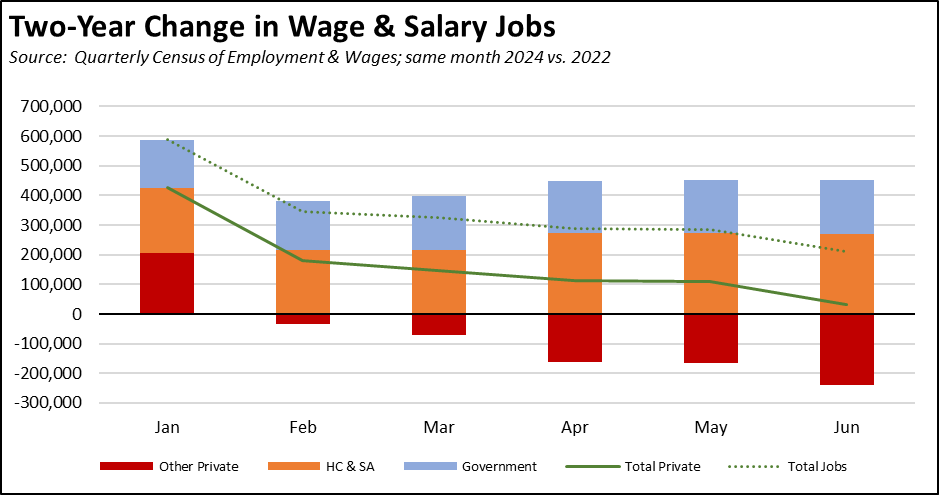 Two-Year Change in Wage & Salary Jobs
Source: Quarterly Census of Employment & Wages; same month 2024 vs. 2022
700,000
600,000
500,000
400,000
300,000
200,000
100,000
0
-100,000
-200,000
-300,000
Jan Feb Mar Apr May Jun
Other Private HC & SA Government Total Private Total Jobs